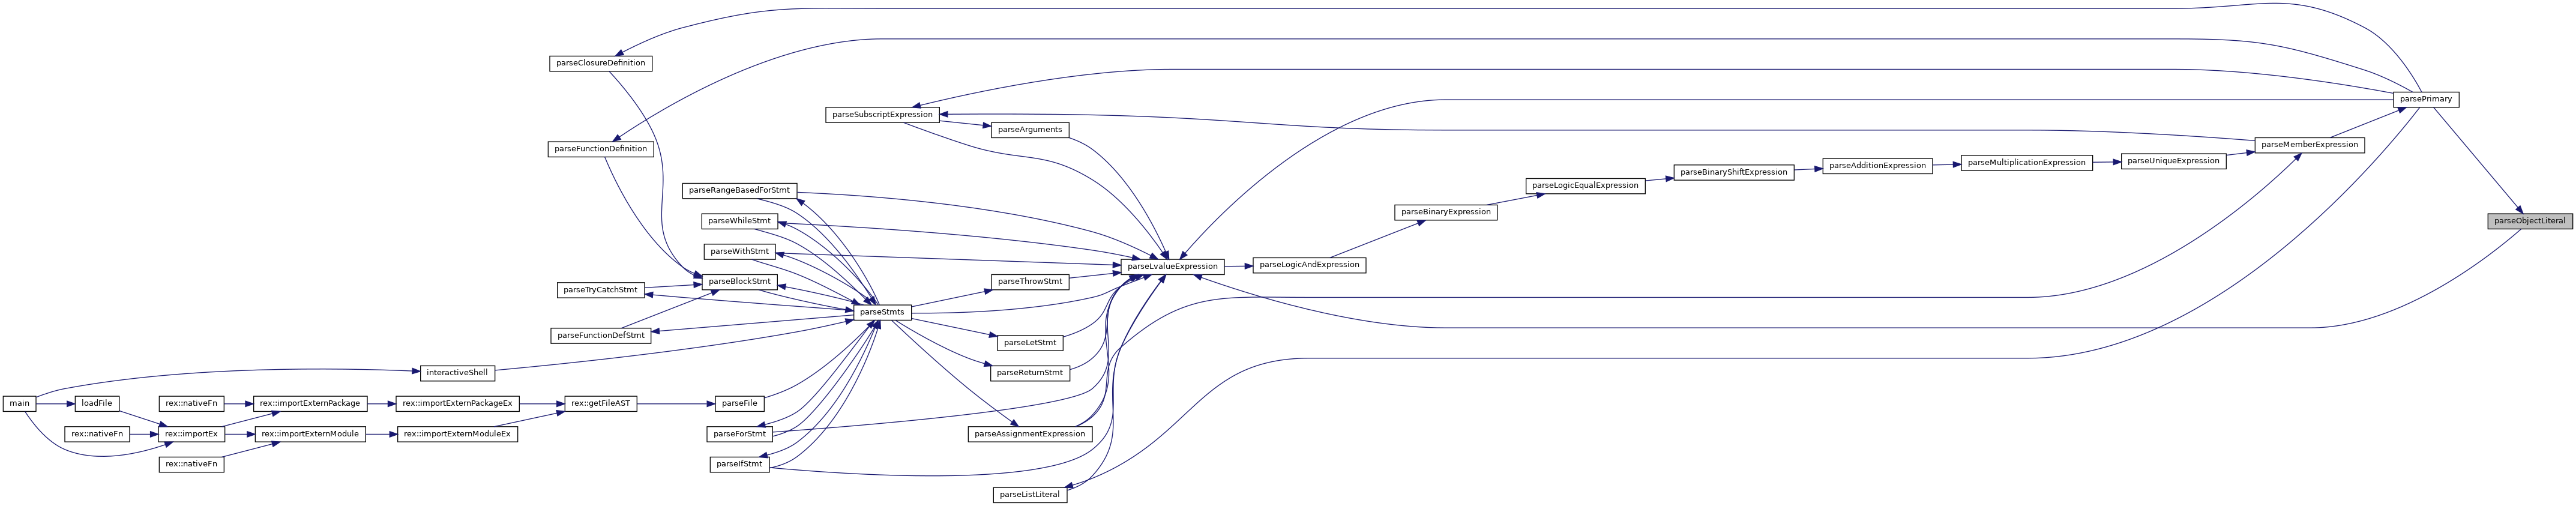 parseClosureDefinition
parsePrimary
parseSubscriptExpression
parseArguments
parseFunctionDefinition
parseMemberExpression
parseUniqueExpression
parseMultiplicationExpression
parseAdditionExpression
parseBinaryShiftExpression
parseLogicEqualExpression
parseRangeBasedForStmt
parseBinaryExpression
parseWhileStmt
parseObjectLiteral
parseWithStmt
parseLvalueExpression
parseLogicAndExpression
parseBlockStmt
parseThrowStmt
parseTryCatchStmt
parseStmts
parseFunctionDefStmt
parseLetStmt
interactiveShell
parseReturnStmt
main
loadFile
rex::nativeFn
rex::importExternPackage
rex::importExternPackageEx
rex::getFileAST
parseFile
rex::nativeFn
rex::importEx
rex::importExternModule
rex::importExternModuleEx
parseForStmt
parseAssignmentExpression
rex::nativeFn
parseIfStmt
parseListLiteral